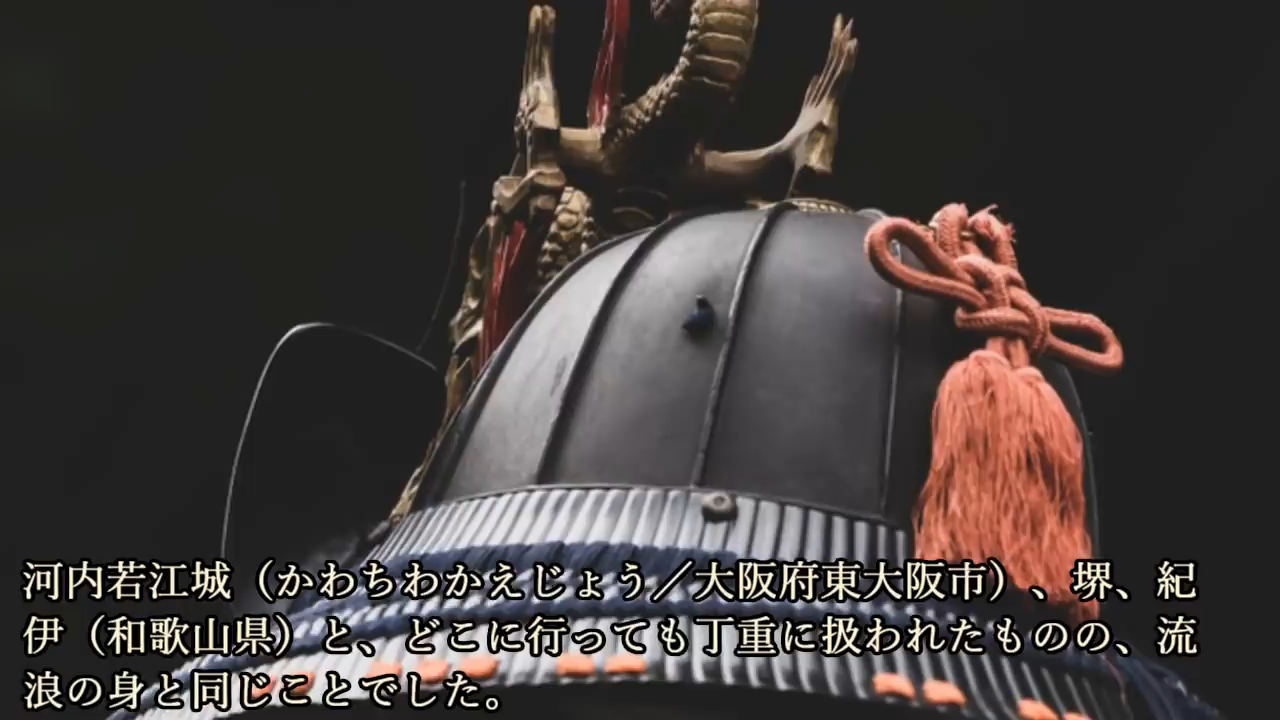 河内若江城（かわちわかえじょう／大阪府東大阪市）、堺、紀
伊（和歌山県）と、どこに行っても丁重に扱われたものの、流
浪の身と同じことでした。